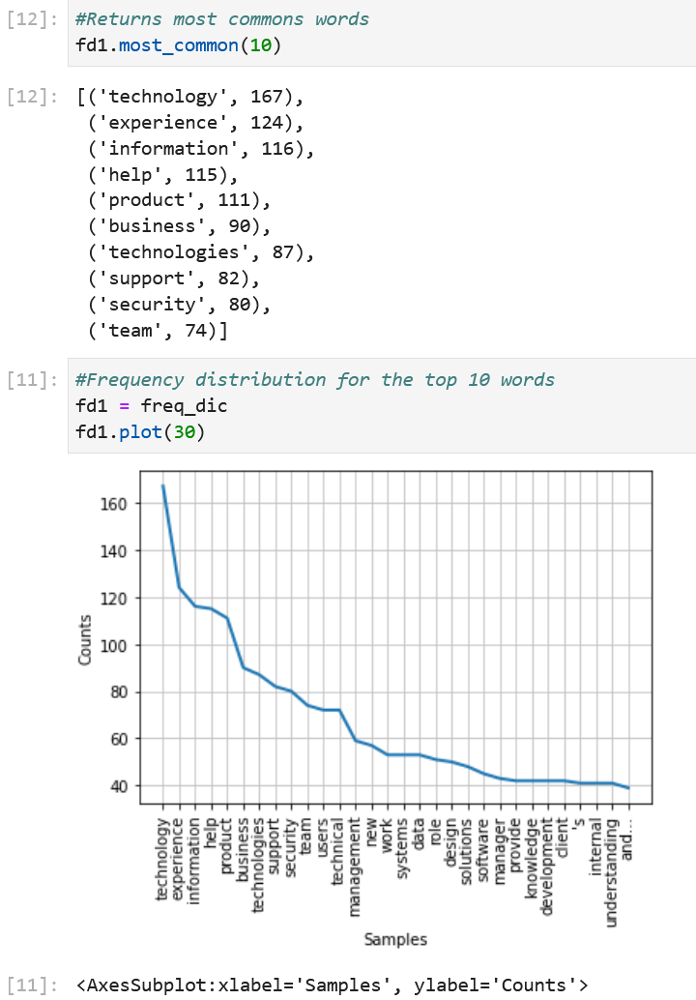 [12]: #Returns most commons words
fd1.most_common(10)
[12]: [('technology', 167),
('experience', 124),
('information', 116),
('help', 115),
('product', 111),
('business', 90),
('technologies', 87),
('support', 82),
('security', 80),
('team', 74)]
[11]: #Frequency distribution for the top 10 words
fd1 = freq_dic
fd1.plot(30)
160
140
120
100
80
60
40
Counts
technology
experience
information
help
product
business
technologies
support
security
team
users
technical
management
new
work
systems
data
role
design
solutions
software
manager
provide
knowledge
development
client
's
internal
understanding
and…
Samples
[11]: <AxesSubplot:xlabel='Samples', ylabel='Counts'>